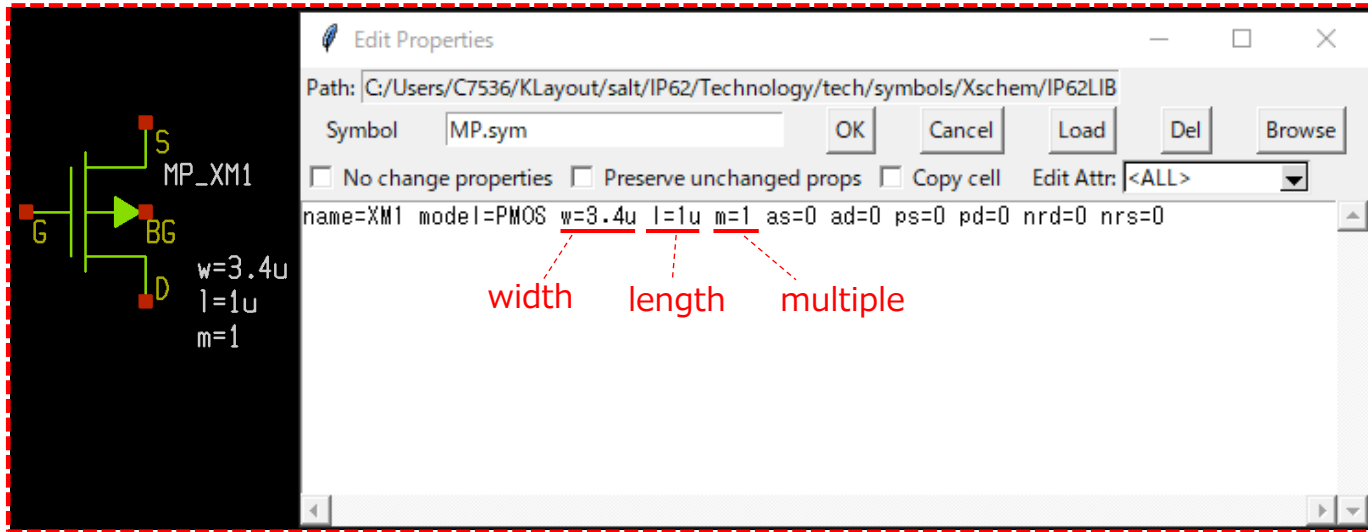 Edit Properties
Path: C:/Users/C7536/KLayout/salt/IP62/Technology/tech/symbols/Xschem/IP62LIB
Symbol MP.sym OK Cancel Load Del Browse
No change properties Preserve unchanged props Copy cell Edit Attr: <ALL>
name=XM1 model=PMOS w=3.4u l=1u m=1 as=0 ad=0 ps=0 pd=0 nrd=0 nrs=0
width length multiple
S
MP_XM1
G
BG
D
w=3.4u
l=1u
m=1